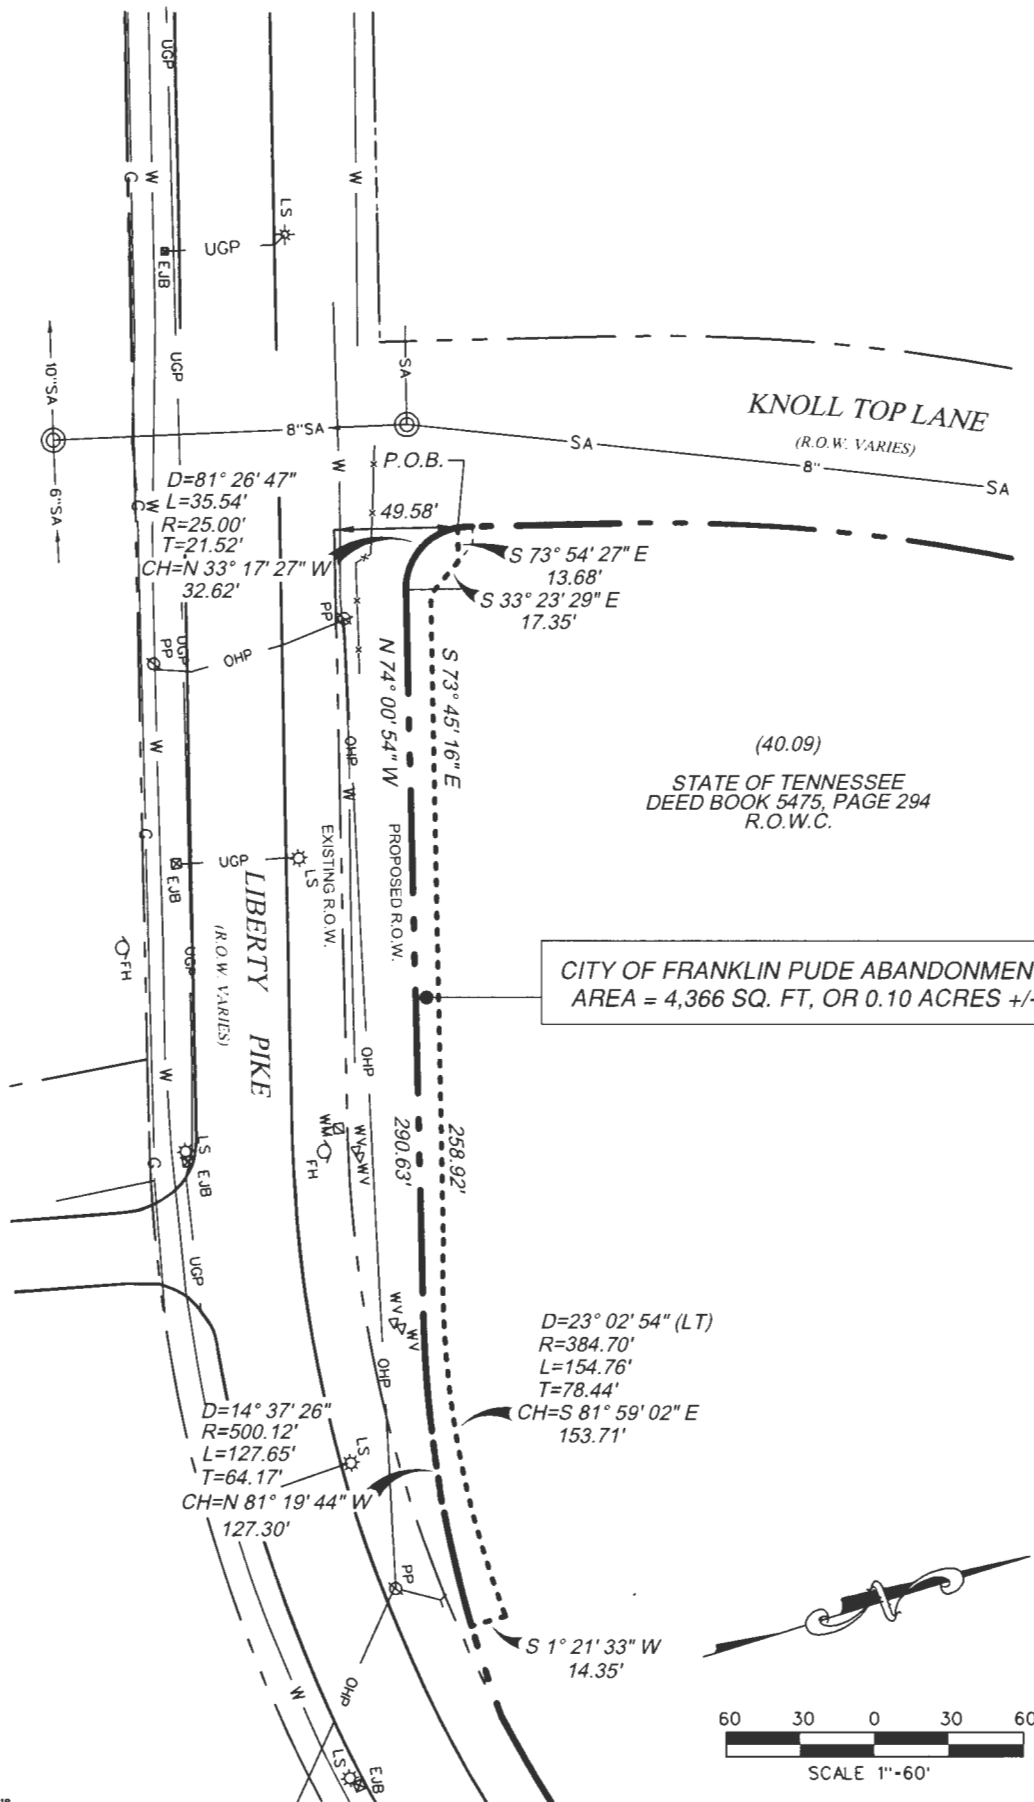 UGP
W
G
W
W
LS
UGP
EJB
UGP
10"SA
SA
KNOLL TOP LANE
(R.O.W. VARIES)
8"SA
SA
8"
SA
6"SA
W
P.O.B.
D=81° 26' 47"
L=35.54'
R=25.00'
T=21.52'
CH=N 33° 17' 27" W
32.62'
G
W
49.58'
S 73° 54' 27" E
13.68'
S 33° 23' 29" E
17.35'
PP
PP
UGP
OHP
N 74° 00' 54" W
S 73° 45' 16" E
W
OHP
W
(40.09)
STATE OF TENNESSEE
DEED BOOK 5475, PAGE 294
R.O.W.C.
G
UGP
EJB
LS
EXISTING R.O.W.
PROPOSED R.O.W.
LIBERTY PIKE
(R.O.W. VARIES)
FH
UGP
CITY OF FRANKLIN PUDE ABANDONMEN
AREA = 4,366 SQ. FT, OR 0.10 ACRES +/-
W
OHP
WM
FH
WV
WV
290.63'
258.92'
LS
EJB
G
UGP
WV
WV
OHP
D=23° 02' 54" (LT)
R=384.70'
L=154.76'
T=78.44'
CH=S 81° 59' 02" E
153.71'
D=14° 37' 26"
R=500.12'
L=127.65'
T=64.17'
CH=N 81° 19' 44" W
127.30'
LS
PP
S 1° 21' 33" W
14.35'
N
OHP
W
LS
EJB
60 30 0 30 60
SCALE 1"-60'